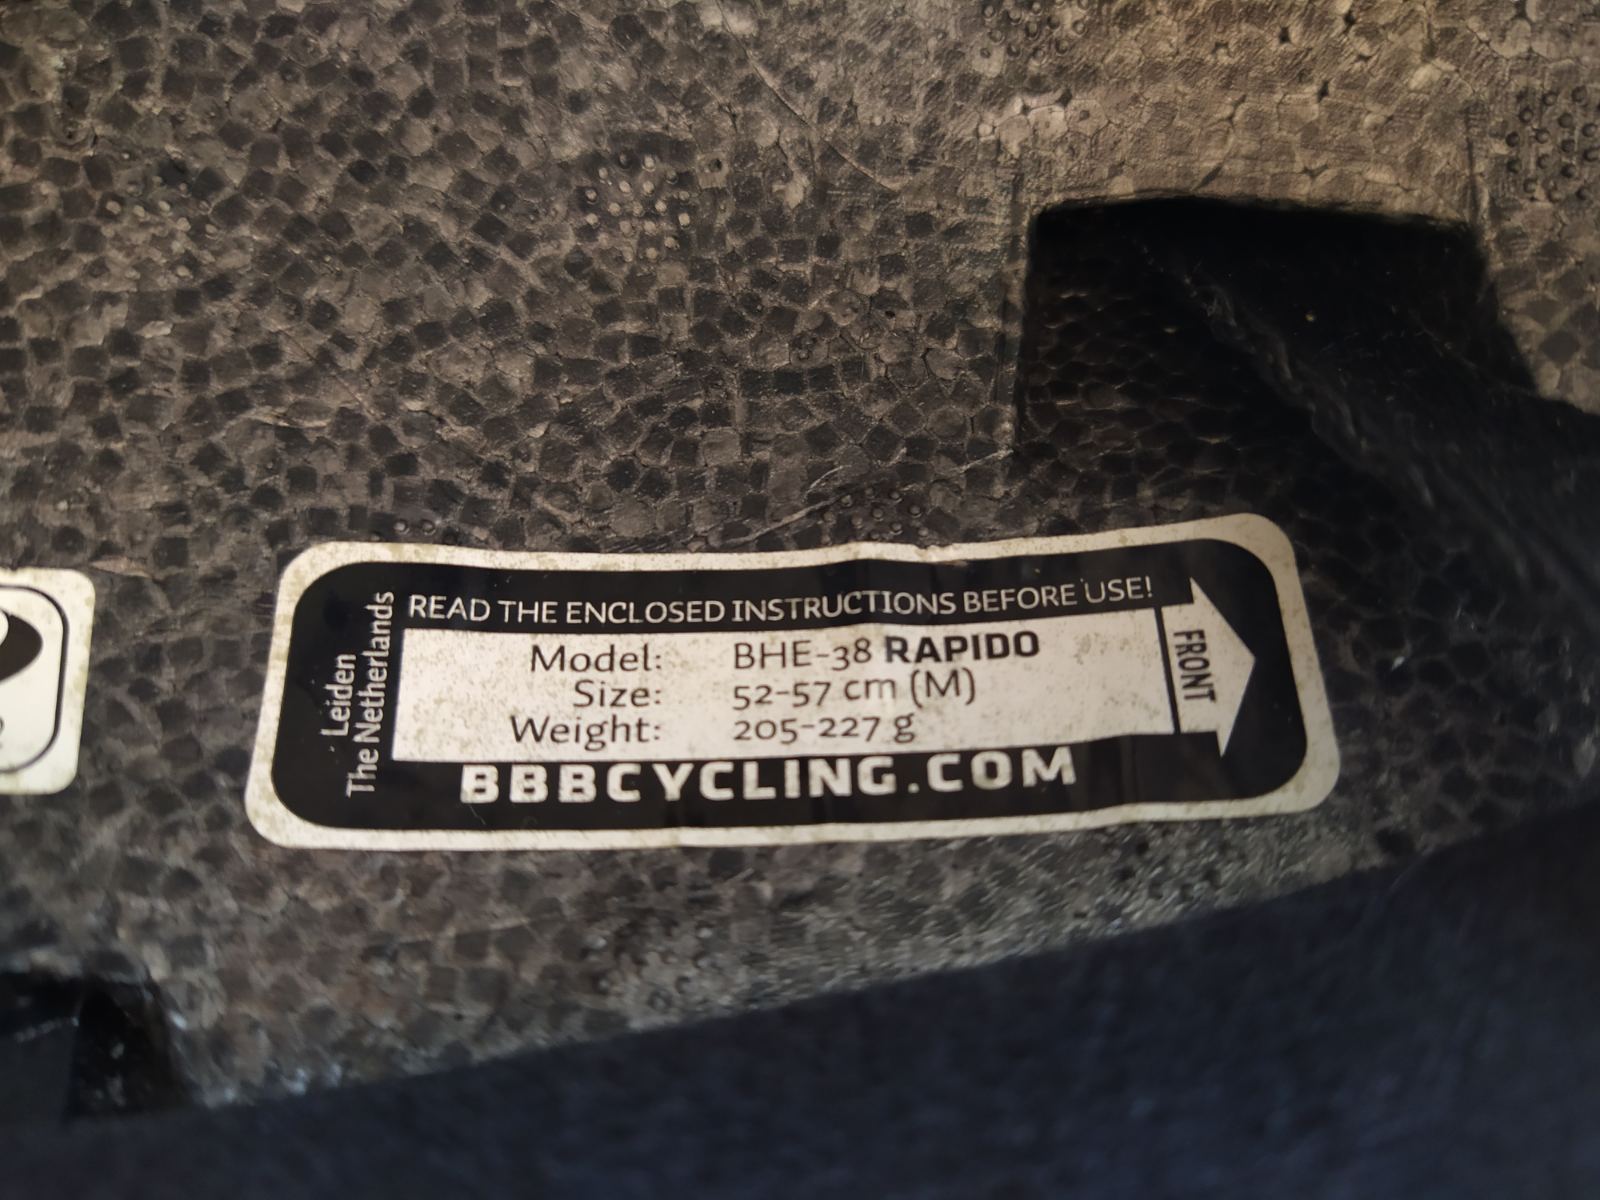 READ THE ENCLOSED INSTRUCTIONS BEFORE USE!
Leiden
The Netherlands
Model: BHE-38 RAPIDO
Size: 52-57 cm (M)
Weight: 205-227 g
BBBCYCLING.COM
FRONT